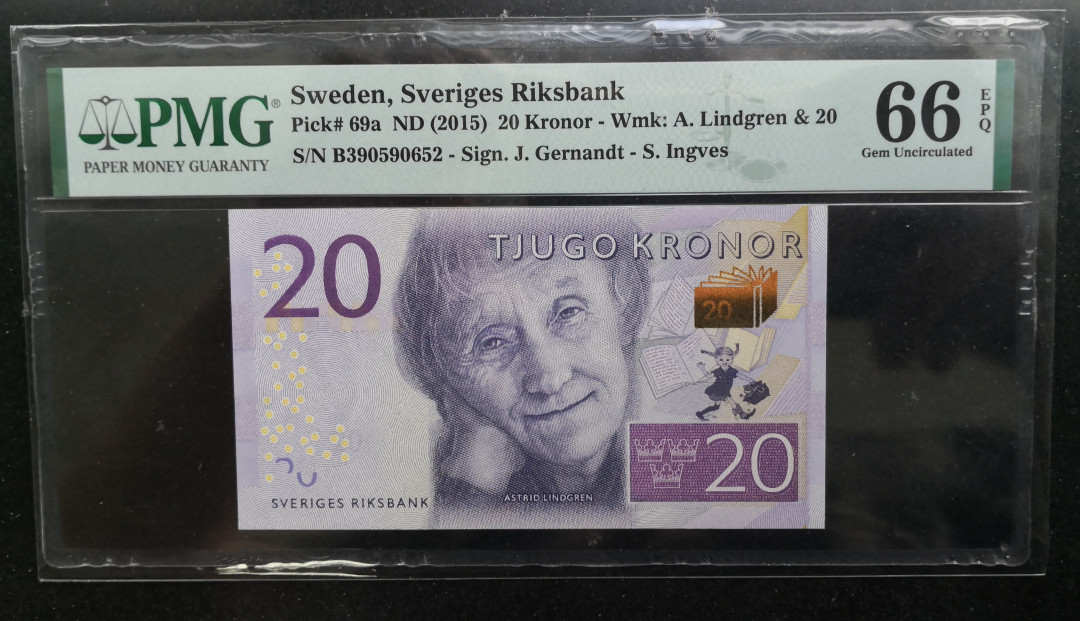 PMG®
PAPER MONEY GUARANTY
Sweden, Sveriges Riksbank
Pick# 69a ND (2015) 20 Kronor - Wmk: A. Lindgren & 20
S/N B390590652 - Sign. J. Gernandt - S. Ingves
66
EPQ
Gem Uncirculated
20
TJUGO KRONOR
20
20
SVERIGES RIKSBANK
ASTRID LINDGREN